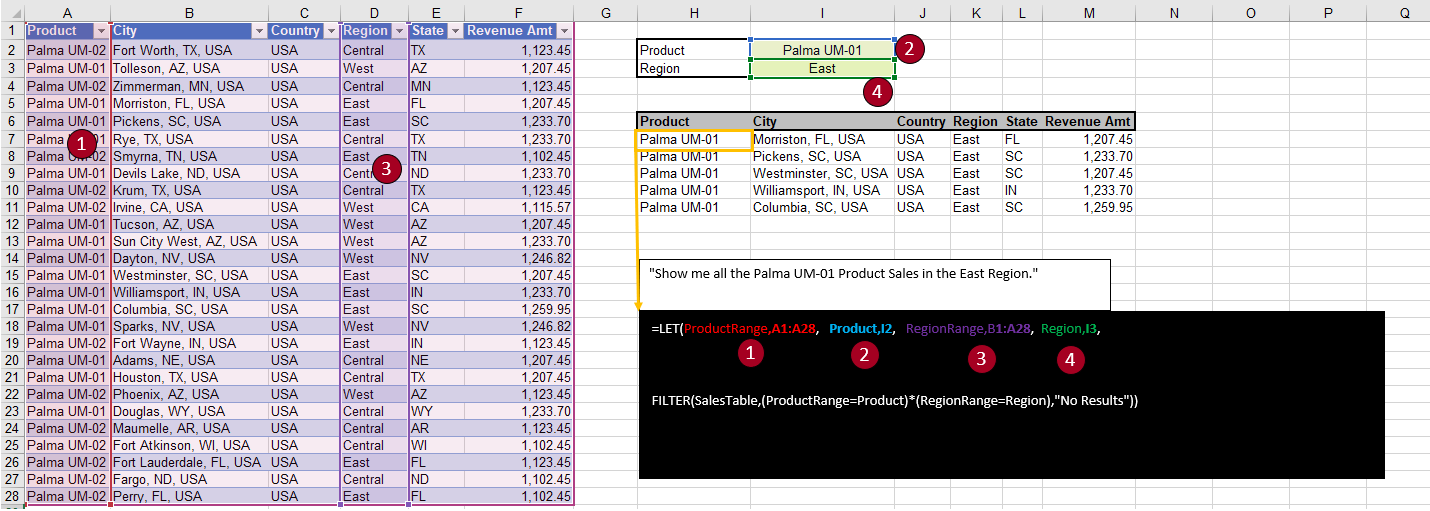 A B C D E F G H I J K L M N O P Q
1 Product City Country Region State Revenue Amt
2 Palma UM-02 Fort Worth, TX, USA USA Central TX 1,123.45 Product Palma UM-01 2
3 Palma UM-01 Tolleson, AZ, USA USA West AZ 1,207.45 Region East
4 Palma UM-02 Zimmerman, MN, USA USA Central MN 1,123.45 4
5 Palma UM-01 Morriston, FL, USA USA East FL 1,207.45
6 Palma UM-01 Pickens, SC, USA USA East SC 1,233.70 Product City Country Region State Revenue Amt
7 Palma UM-01 Rye, TX, USA USA Central TX 1,233.70 Palma UM-01 Morriston, FL, USA USA East FL 1,207.45
1
8 Palma UM-02 Smyrna, TN, USA USA East TN 1,102.45 Palma UM-01 Pickens, SC, USA USA East SC 1,233.70
3
9 Palma UM-01 Devils Lake, ND, USA USA Central ND 1,233.70 Palma UM-01 Westminster, SC, USA USA East SC 1,207.45
10 Palma UM-02 Krum, TX, USA USA Central TX 1,123.45 Palma UM-01 Williamsport, IN, USA USA East IN 1,233.70
11 Palma UM-02 Irvine, CA, USA USA West CA 1,115.57 Palma UM-01 Columbia, SC, USA USA East SC 1,259.95
12 Palma UM-01 Tucson, AZ, USA USA West AZ 1,207.45
13 Palma UM-01 Sun City West, AZ, USA USA West AZ 1,233.70
14 Palma UM-01 Dayton, NV, USA USA West NV 1,246.82
15 Palma UM-01 Westminster, SC, USA USA East SC 1,207.45 "Show me all the Palma UM-01 Product Sales in the East Region."
16 Palma UM-01 Williamsport, IN, USA USA East IN 1,233.70
17 Palma UM-01 Columbia, SC, USA USA East SC 1,259.95
18 Palma UM-01 Sparks, NV, USA USA West NV 1,246.82 =LET(ProductRange,A1:A28, Product,I2, RegionRange,B1:A28, Region,I3,
19 Palma UM-02 Fort Wayne, IN, USA USA East IN 1,123.45 1 2 3 4
20 Palma UM-01 Adams, NE, USA USA Central NE 1,207.45
21 Palma UM-01 Houston, TX, USA USA Central TX 1,207.45
22 Palma UM-02 Phoenix, AZ, USA USA West AZ 1,123.45 FILTER(SalesTable,(ProductRange=Product)*(RegionRange=Region),"No Results"))
23 Palma UM-01 Douglas, WY, USA USA Central WY 1,233.70
24 Palma UM-02 Maumelle, AR, USA USA Central AR 1,123.45
25 Palma UM-02 Fort Atkinson, WI, USA USA Central WI 1,102.45
26 Palma UM-02 Fort Lauderdale, FL, USA USA East FL 1,123.45
27 Palma UM-02 Fargo, ND, USA USA Central ND 1,102.45
28 Palma UM-02 Perry, FL, USA USA East FL 1,102.45